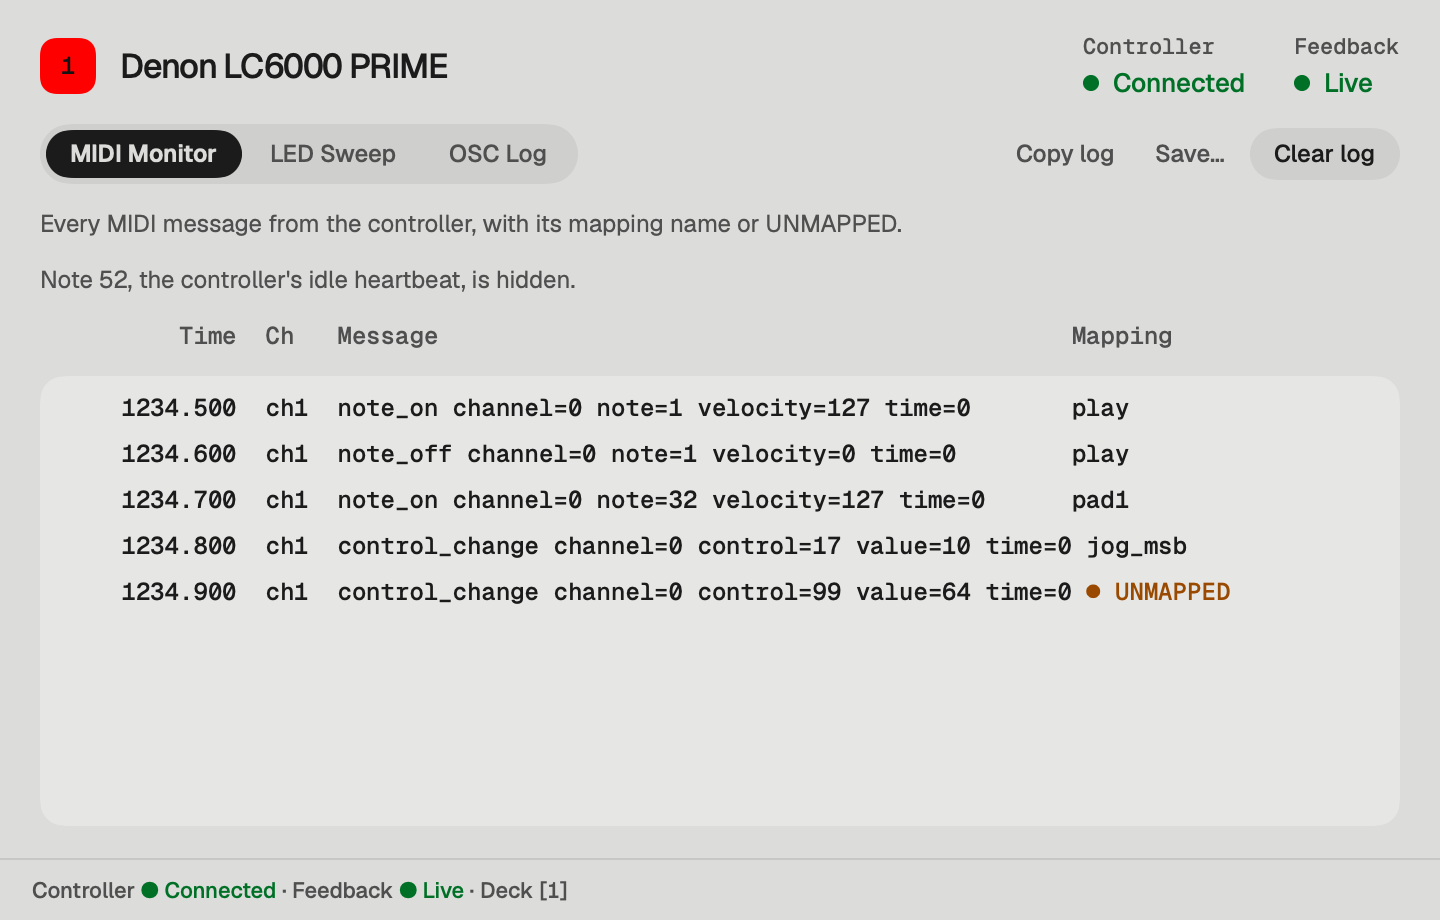 1 Denon LC6000 PRIME
Controller Feedback
Connected Live
MIDI Monitor LED Sweep OSC Log Copy log Save… Clear log
Every MIDI message from the controller, with its mapping name or UNMAPPED.
Note 52, the controller's idle heartbeat, is hidden.
Time Ch Message Mapping
1234.500 ch1 note_on channel=0 note=1 velocity=127 time=0 play
1234.600 ch1 note_off channel=0 note=1 velocity=0 time=0 play
1234.700 ch1 note_on channel=0 note=32 velocity=127 time=0 pad1
1234.800 ch1 control_change channel=0 control=17 value=10 time=0 jog_msb
1234.900 ch1 control_change channel=0 control=99 value=64 time=0 ● UNMAPPED
Controller ● Connected · Feedback ● Live · Deck [1]